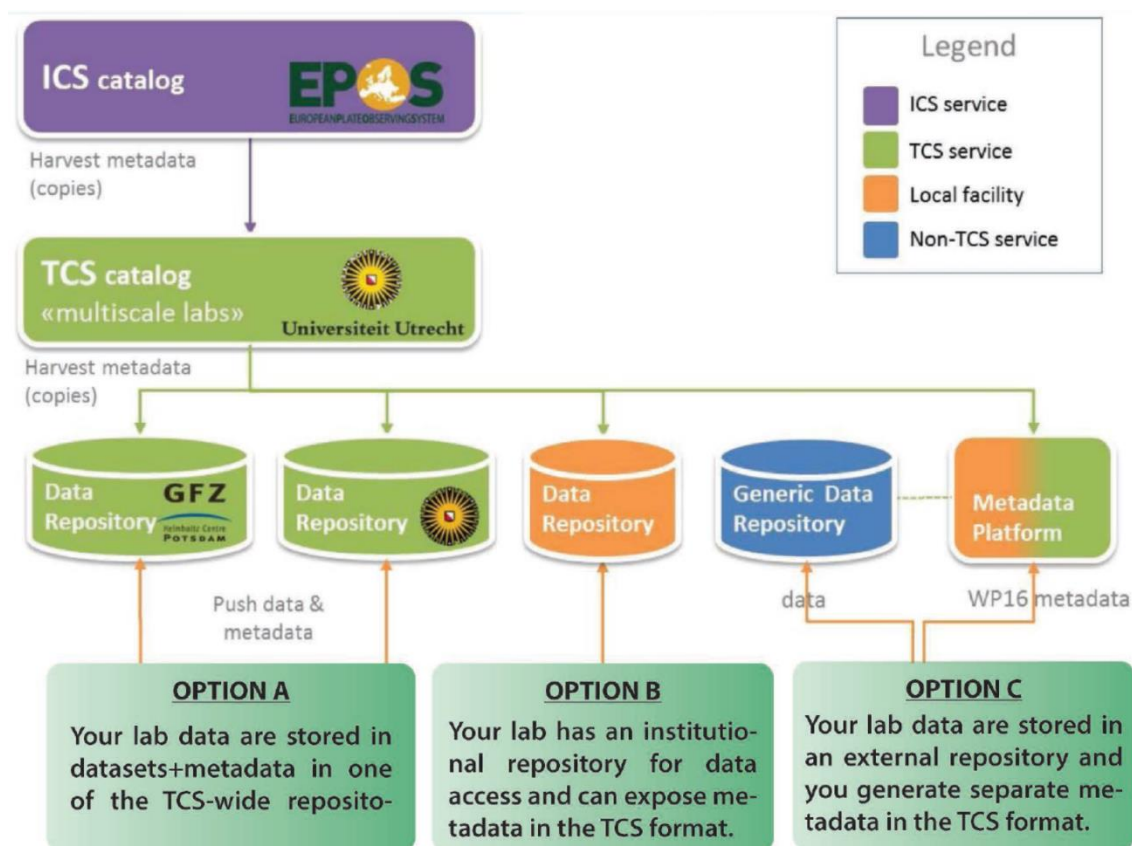 ICS catalog
EPOS
EUROPEANPLATEOBSERVINGSYSTEM
Legend
ICS service
TCS service
Local facility
Non-TCS service
Harvest metadata
(copies)
TCS catalog
«multiscale labs»
Universiteit Utrecht
Harvest metadata
(copies)
Data
Repository
GFZ
Helmholtz Centre
POTSDAM
Data
Repository
Data
Repository
Generic Data
Repository
Metadata
Platform
Push data &
metadata
data
WP16 metadata
OPTION A
Your lab data are stored in
datasets+metadata in one
of the TCS-wide reposito-
OPTION B
Your lab has an institutio-
nal repository for data
access and can expose me-
tadata in the TCS format.
OPTION C
Your lab data are stored in
an external repository and
you generate separate me-
tadata in the TCS format.